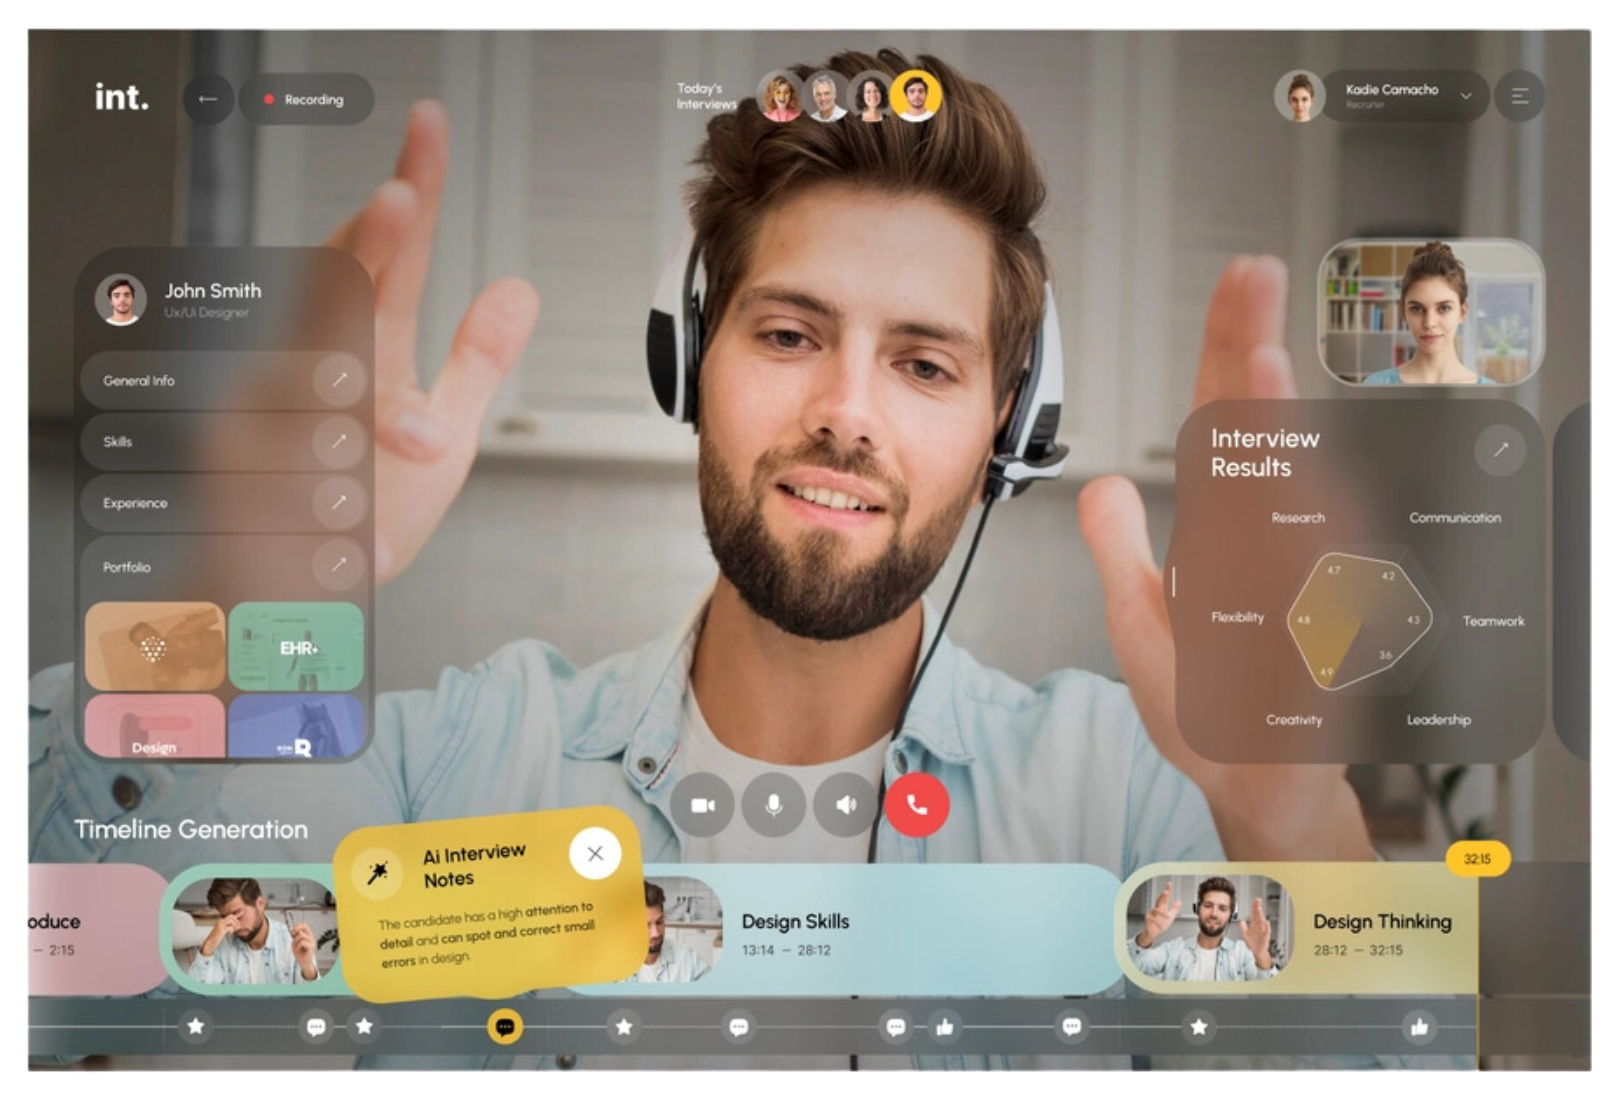 int.
Recording
Today's
Interviews
Kadie Camacho
Recruiter
John Smith
Ux/Ui Designer
General Info
Skills
Experience
Portfolio
EHR+
Design
R
Interview
Results
Research
Communication
4.7
4.2
Flexibility
4.8
4.3
Teamwork
3.6
4.9
Creativity
Leadership
Timeline Generation
Ai Interview
Notes
The candidate has a high attention to
detail and can spot and correct small
errors in design.
32:15
oduce
– 2:15
Design Skills
13:14 – 28:12
Design Thinking
28:12 – 32:15